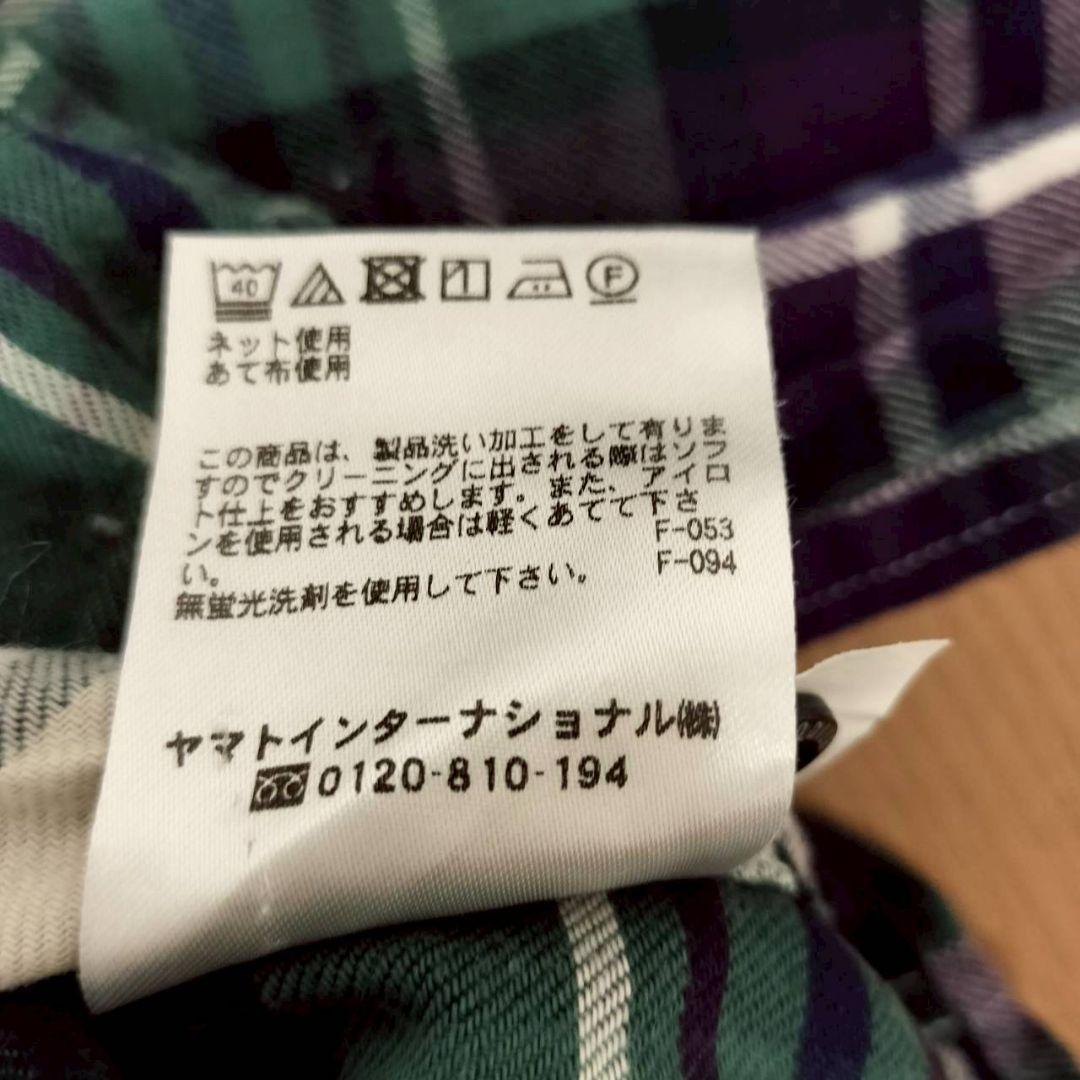 40 F
ネット使用
あて布使用
この商品は、製品洗い加工をして有りま
すのでクリーニングに出される際はソフ
ト仕上をおすすめします。また、アイロ
ンを使用される場合は軽くあてて下さ
い。 F-053
無蛍光洗剤を使用して下さい。 F-094
ヤマトインターナショナル㈱
0120-810-194